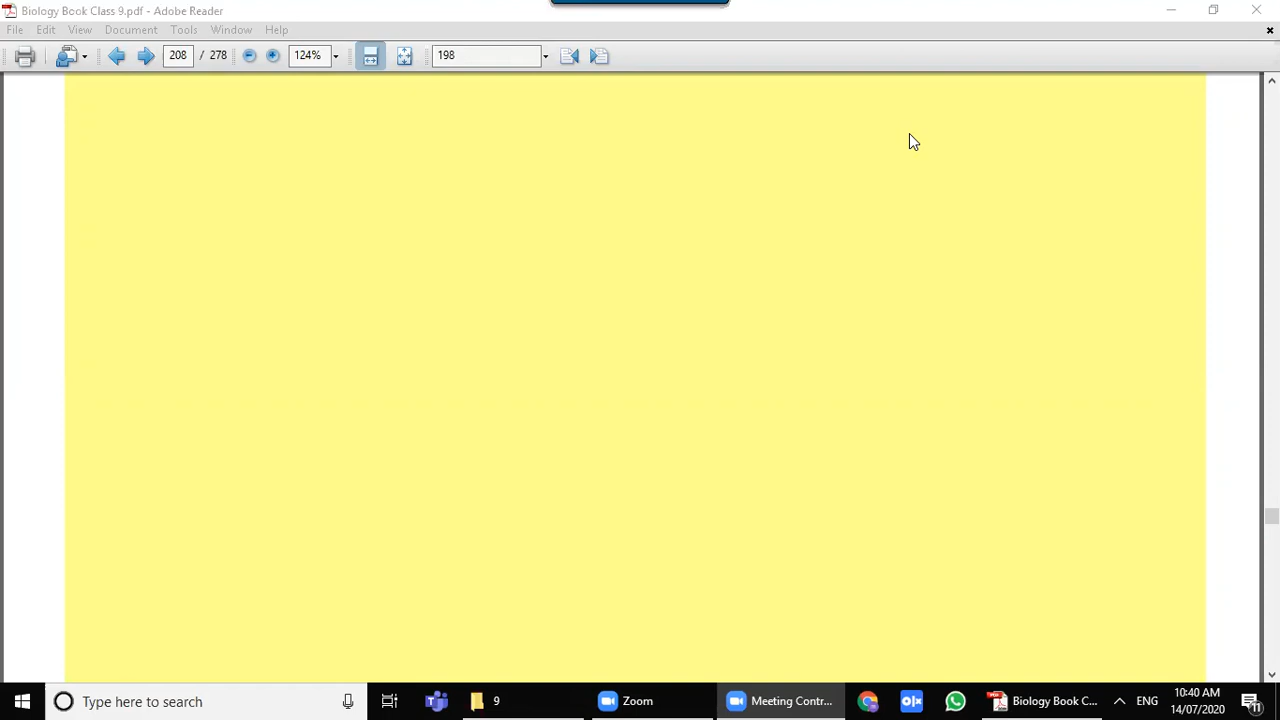 Biology Book Class 9.pdf - Adobe Reader
File Edit View Document Tools Window Help
208 / 278 124% 198
Type here to search 9 Zoom Meeting Contr... olx Biology Book C... ENG 10:40 AM
14/07/2020 11